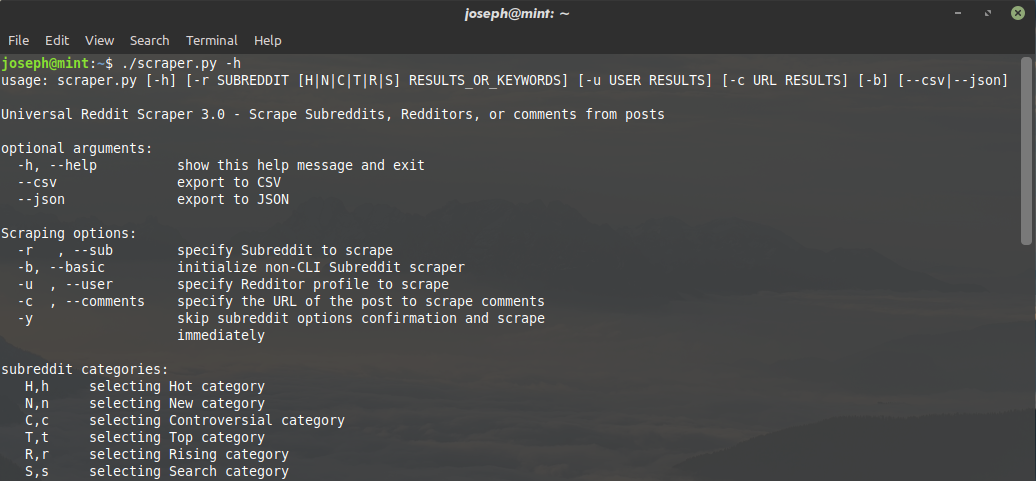 joseph@mint: ~
File Edit View Search Terminal Help
joseph@mint:~$ ./scraper.py -h
usage: scraper.py [-h] [-r SUBREDDIT [H|N|C|T|R|S] RESULTS_OR_KEYWORDS] [-u USER RESULTS] [-c URL RESULTS] [-b] [--csv|--json]
Universal Reddit Scraper 3.0 - Scrape Subreddits, Redditors, or comments from posts
optional arguments:
-h, --help show this help message and exit
--csv export to CSV
--json export to JSON
Scraping options:
-r , --sub specify Subreddit to scrape
-b, --basic initialize non-CLI Subreddit scraper
-u , --user specify Redditor profile to scrape
-c , --comments specify the URL of the post to scrape comments
-y skip subreddit options confirmation and scrape
immediately
subreddit categories:
H,h selecting Hot category
N,n selecting New category
C,c selecting Controversial category
T,t selecting Top category
R,r selecting Rising category
S,s selecting Search category